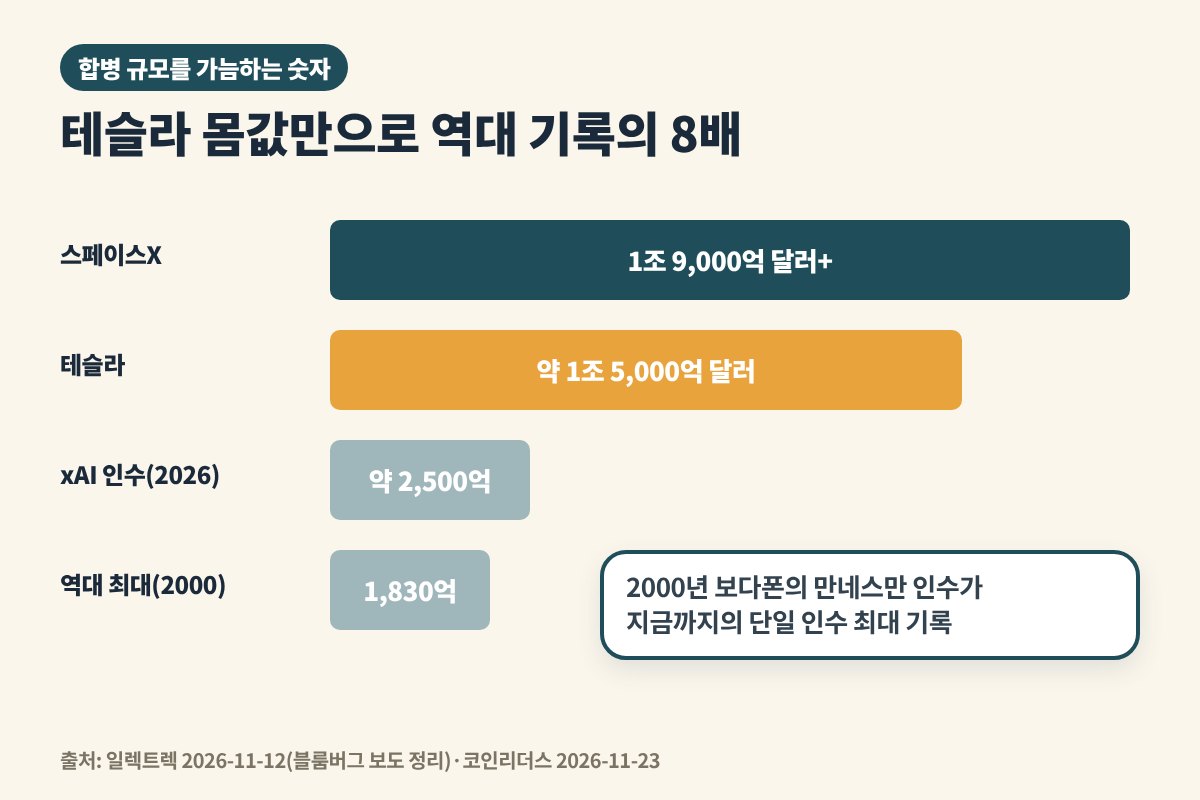 합병 규모를 가늠하는 숫자
테슬라 몸값만으로 역대 기록의 8배
스페이스X
1조 9,000억 달러+
테슬라
약 1조 5,000억 달러
xAI 인수(2026)
약 2,500억
역대 최대(2000)
1,830억
2000년 보다폰의 만네스만 인수가
지금까지의 단일 인수 최대 기록
출처: 일렉트렉 2026-11-12(블룸버그 보도 정리)·코인리더스 2026-11-23